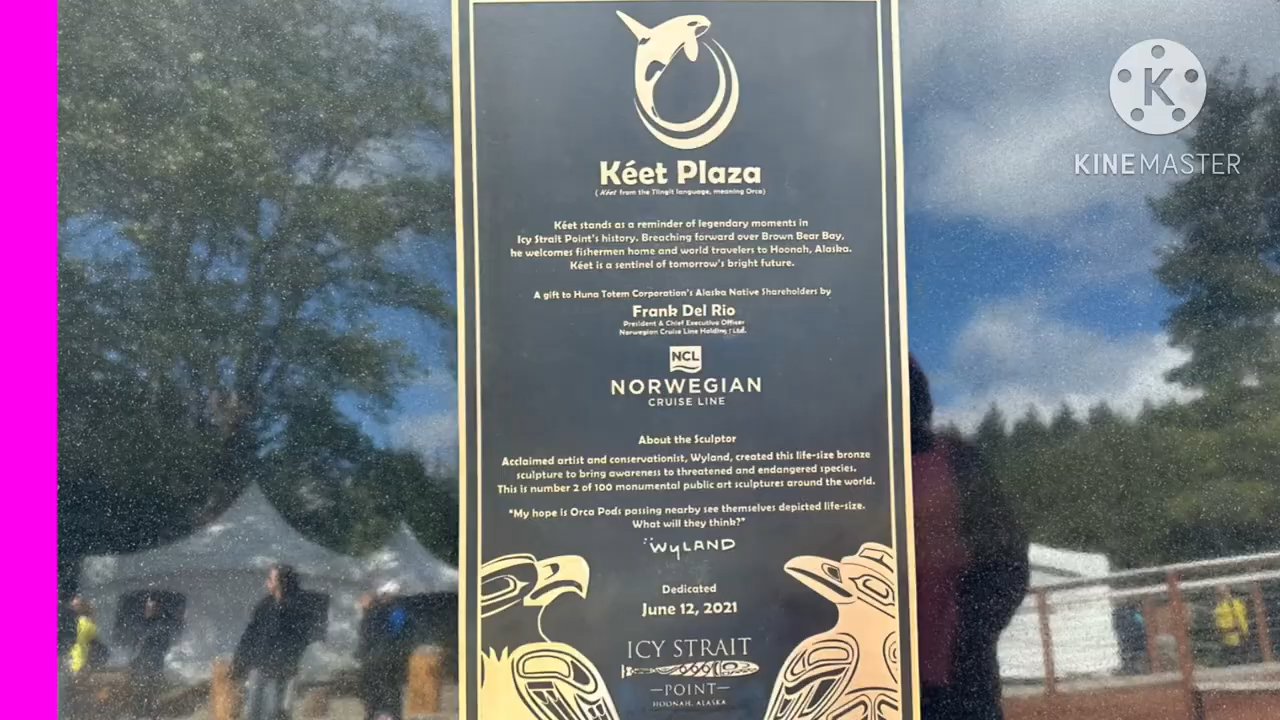 Kéet Plaza
(Kéet from the Tlingit language, meaning Orca)
Kéet stands as a reminder of legendary moments in
Icy Strait Point's history. Breaching forward over Brown Bear Bay,
he welcomes fishermen home and world travelers to Hoonah, Alaska.
Kéet is a sentinel of tomorrow's bright future.
A gift to Huna Totem Corporation's Alaska Native Shareholders by
Frank Del Rio
President & Chief Executive Officer
Norwegian Cruise Line Holdings Ltd.
NCL
NORWEGIAN
CRUISE LINE
About the Sculptor
Acclaimed artist and conservationist, Wyland, created this life-size bronze
sculpture to bring awareness to threatened and endangered species.
This is number 2 of 100 monumental public art sculptures around the world.
"My hope is Orca Pods passing nearby see themselves depicted life-size.
What will they think?"
WYLAND
Dedicated
June 12, 2021
ICY STRAIT
POINT
HOONAH, ALASKA
K
KINEMASTER